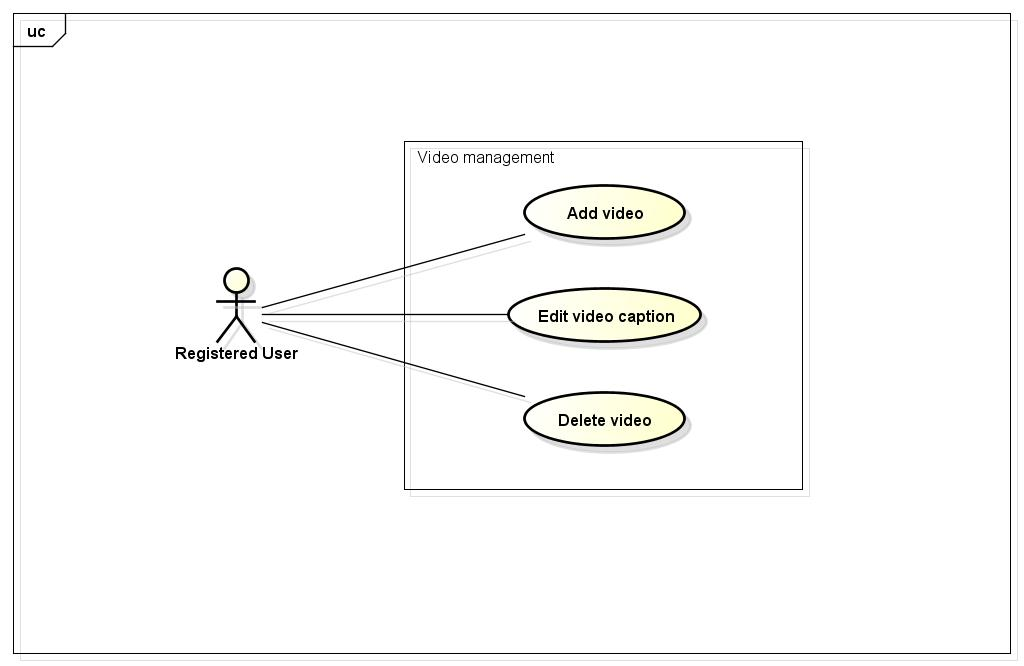 uc
Video management
Add video
Edit video caption
Registered User
Delete video